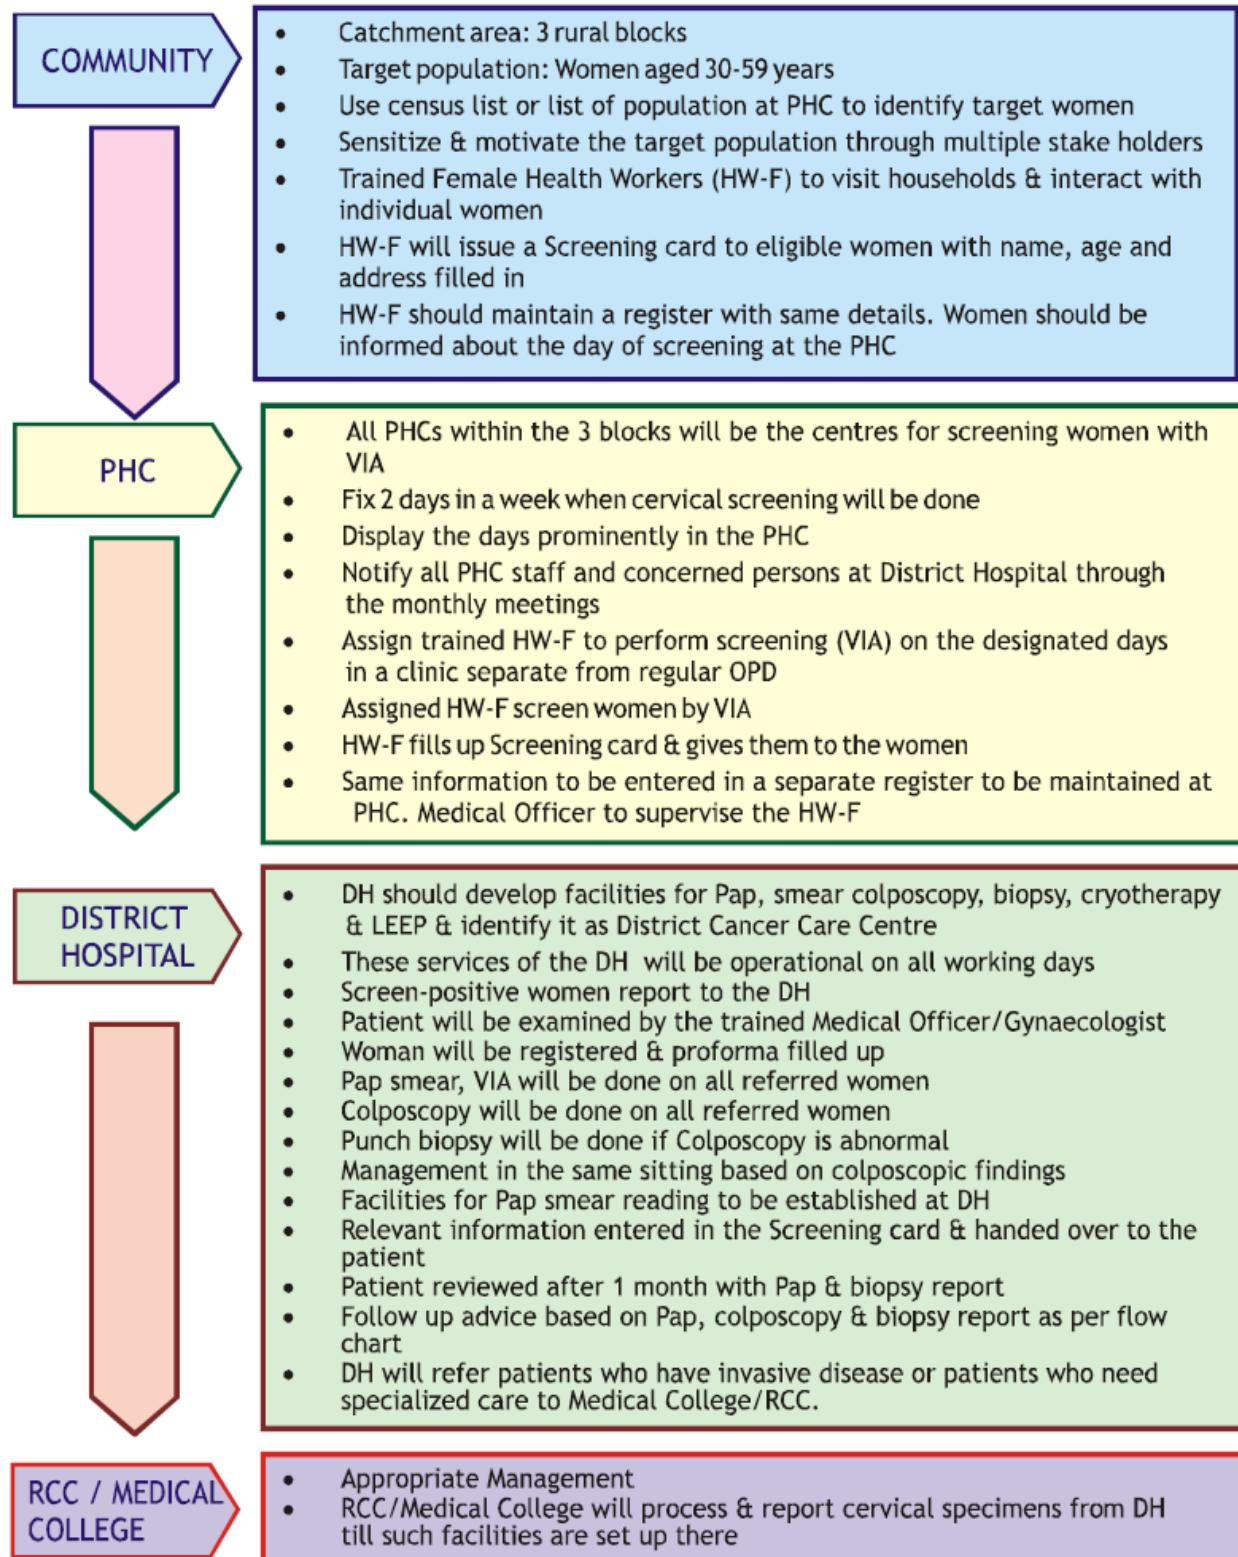 COMMUNITY
• Catchment area: 3 rural blocks
• Target population: Women aged 30-59 years
• Use census list or list of population at PHC to identify target women
• Sensitize & motivate the target population through multiple stake holders
• Trained Female Health Workers (HW-F) to visit households & interact with
individual women
• HW-F will issue a Screening card to eligible women with name, age and
address filled in
• HW-F should maintain a register with same details. Women should be
informed about the day of screening at the PHC
PHC
• All PHCs within the 3 blocks will be the centres for screening women with
VIA
• Fix 2 days in a week when cervical screening will be done
• Display the days prominently in the PHC
• Notify all PHC staff and concerned persons at District Hospital through
the monthly meetings
• Assign trained HW-F to perform screening (VIA) on the designated days
in a clinic separate from regular OPD
• Assigned HW-F screen women by VIA
• HW-F fills up Screening card & gives them to the women
• Same information to be entered in a separate register to be maintained at
PHC. Medical Officer to supervise the HW-F
DISTRICT
HOSPITAL
• DH should develop facilities for Pap, smear colposcopy, biopsy, cryotherapy
& LEEP & identify it as District Cancer Care Centre
• These services of the DH will be operational on all working days
• Screen-positive women report to the DH
• Patient will be examined by the trained Medical Officer/Gynaecologist
• Woman will be registered & proforma filled up
• Pap smear, VIA will be done on all referred women
• Colposcopy will be done on all referred women
• Punch biopsy will be done if Colposcopy is abnormal
• Management in the same sitting based on colposcopic findings
• Facilities for Pap smear reading to be established at DH
• Relevant information entered in the Screening card & handed over to the
patient
• Patient reviewed after 1 month with Pap & biopsy report
• Follow up advice based on Pap, colposcopy & biopsy report as per flow
chart
• DH will refer patients who have invasive disease or patients who need
specialized care to Medical College/RCC.
RCC / MEDICAL
COLLEGE
• Appropriate Management
• RCC/Medical College will process & report cervical specimens from DH
till such facilities are set up there